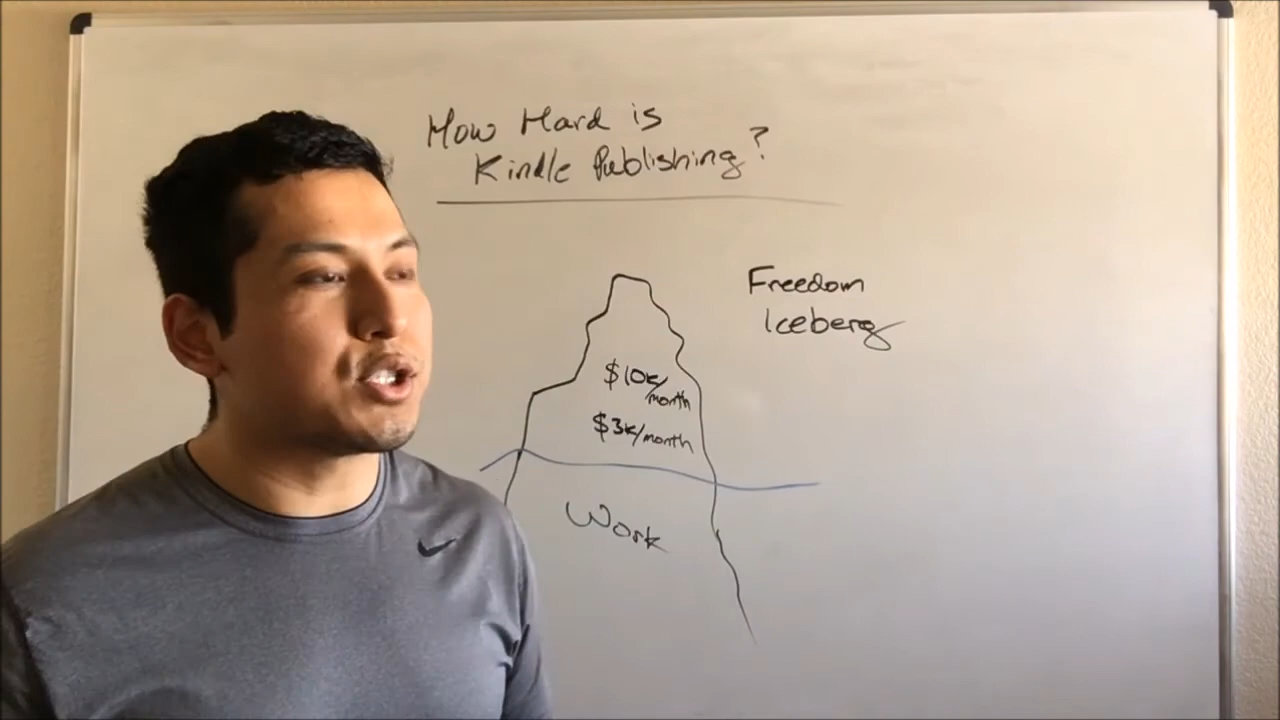 How Hard is
Kindle Publishing?
Freedom
Iceberg
$10K/month
$3K/month
Work